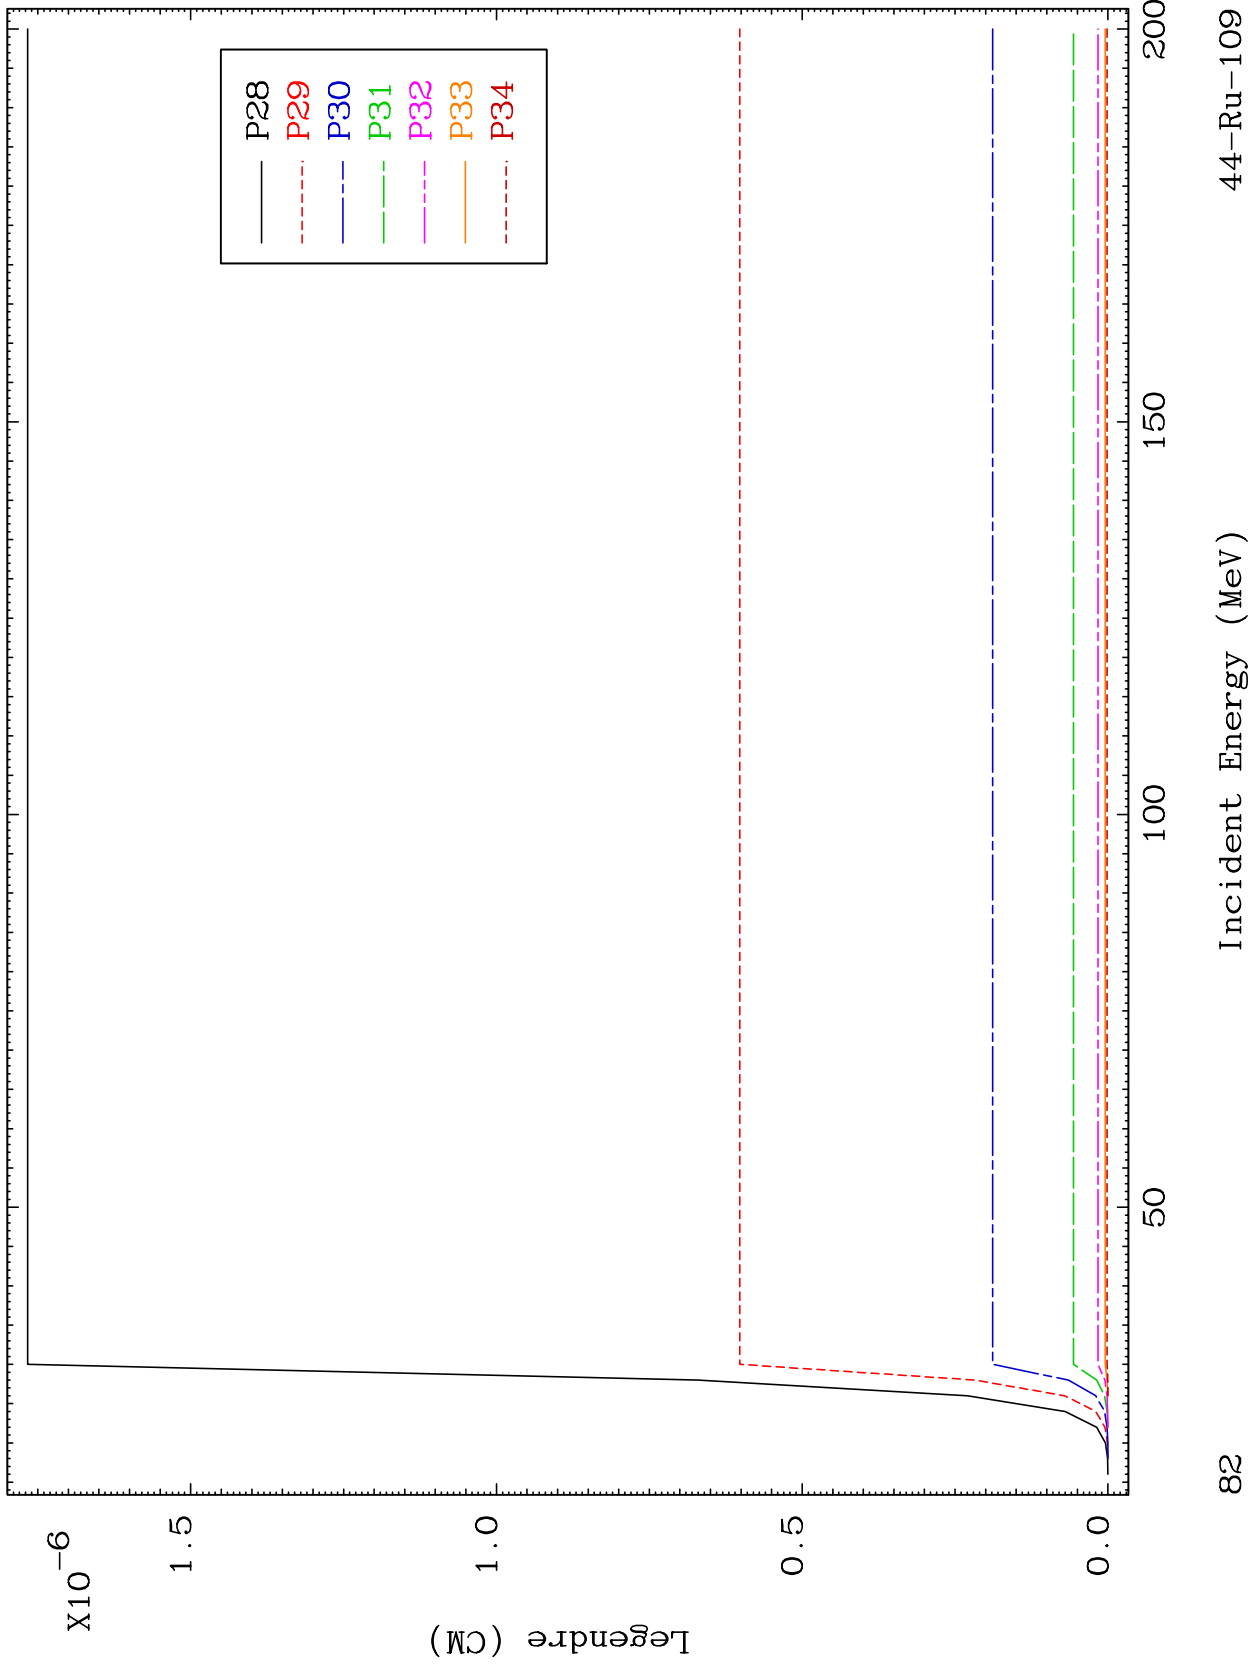 X10-6
1.5
1.0
0.5
0.0
Legendre (CM)
P28
P29
P30
P31
P32
P33
P34
50
100
150
200
Incident Energy (MeV)
82
44-Ru-109